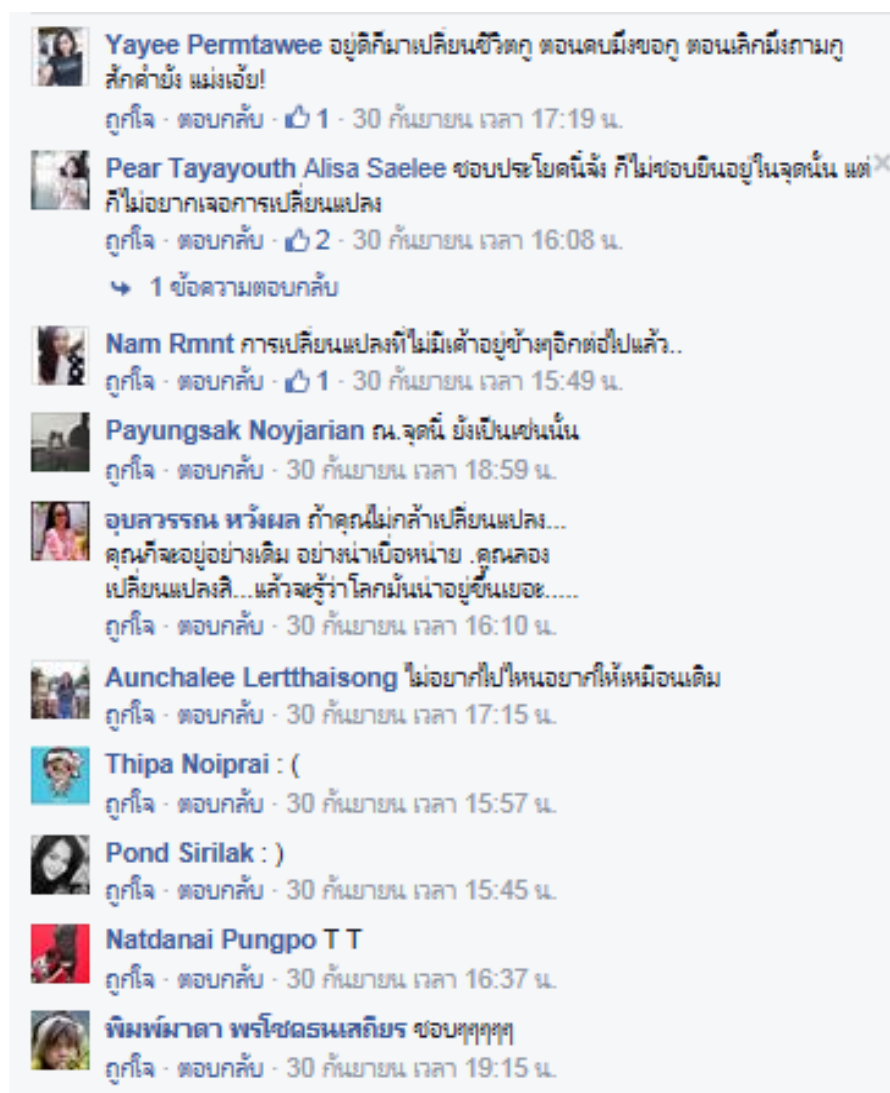 Yayee Permtawee อยู่ดีก็มาเปลี่ยนชีวิตกู ตอนคบมึงขอกู ตอนเลิกมึงถามกู
สักคำยัง แม่งเอ้ย!
ถูกใจ · ตอบกลับ · 1 · 30 กันยายน เวลา 17:19 น.
Pear Tayayouth Alisa Saelee ชอบประโยคนี้จัง ก็ไม่ชอบยืนอยู่ในจุดนั้น แต่
ก็ไม่อยากเจอการเปลี่ยนแปลง
ถูกใจ · ตอบกลับ · 2 · 30 กันยายน เวลา 16:08 น.
1 ข้อความตอบกลับ
Nam Rmnt การเปลี่ยนแปลงที่ไม่มีเค้าอยู่ข้างๆอีกต่อไปแล้ว..
ถูกใจ · ตอบกลับ · 1 · 30 กันยายน เวลา 15:49 น.
Payungsak Noyjarian ณ.จุดนี้ ยังเป็นเช่นนั้น
ถูกใจ · ตอบกลับ · 30 กันยายน เวลา 18:59 น.
อุบลวรรณ หวังผล ถ้าคุณไม่กล้าเปลี่ยนแปลง...
คุณก็จะอยู่อย่างเดิม อย่างน่าเบื่อหน่าย .คุณลอง
เปลี่ยนแปลงสิ...แล้วจะรู้ว่าโลกมันน่าอยู่ขึ้นเยอะ.....
ถูกใจ · ตอบกลับ · 30 กันยายน เวลา 16:10 น.
Aunchalee Lertthaisong ไม่อยากไปไหนอยากให้เหมือนเดิม
ถูกใจ · ตอบกลับ · 30 กันยายน เวลา 17:15 น.
Thipa Noiprai : (
ถูกใจ · ตอบกลับ · 30 กันยายน เวลา 15:57 น.
Pond Sirilak : )
ถูกใจ · ตอบกลับ · 30 กันยายน เวลา 15:45 น.
Natdanai Pungpo T T
ถูกใจ · ตอบกลับ · 30 กันยายน เวลา 16:37 น.
พิมพ์มาดา พรโชคธนเสถียร ชอบๆๆๆๆๆ
ถูกใจ · ตอบกลับ · 30 กันยายน เวลา 19:15 น.